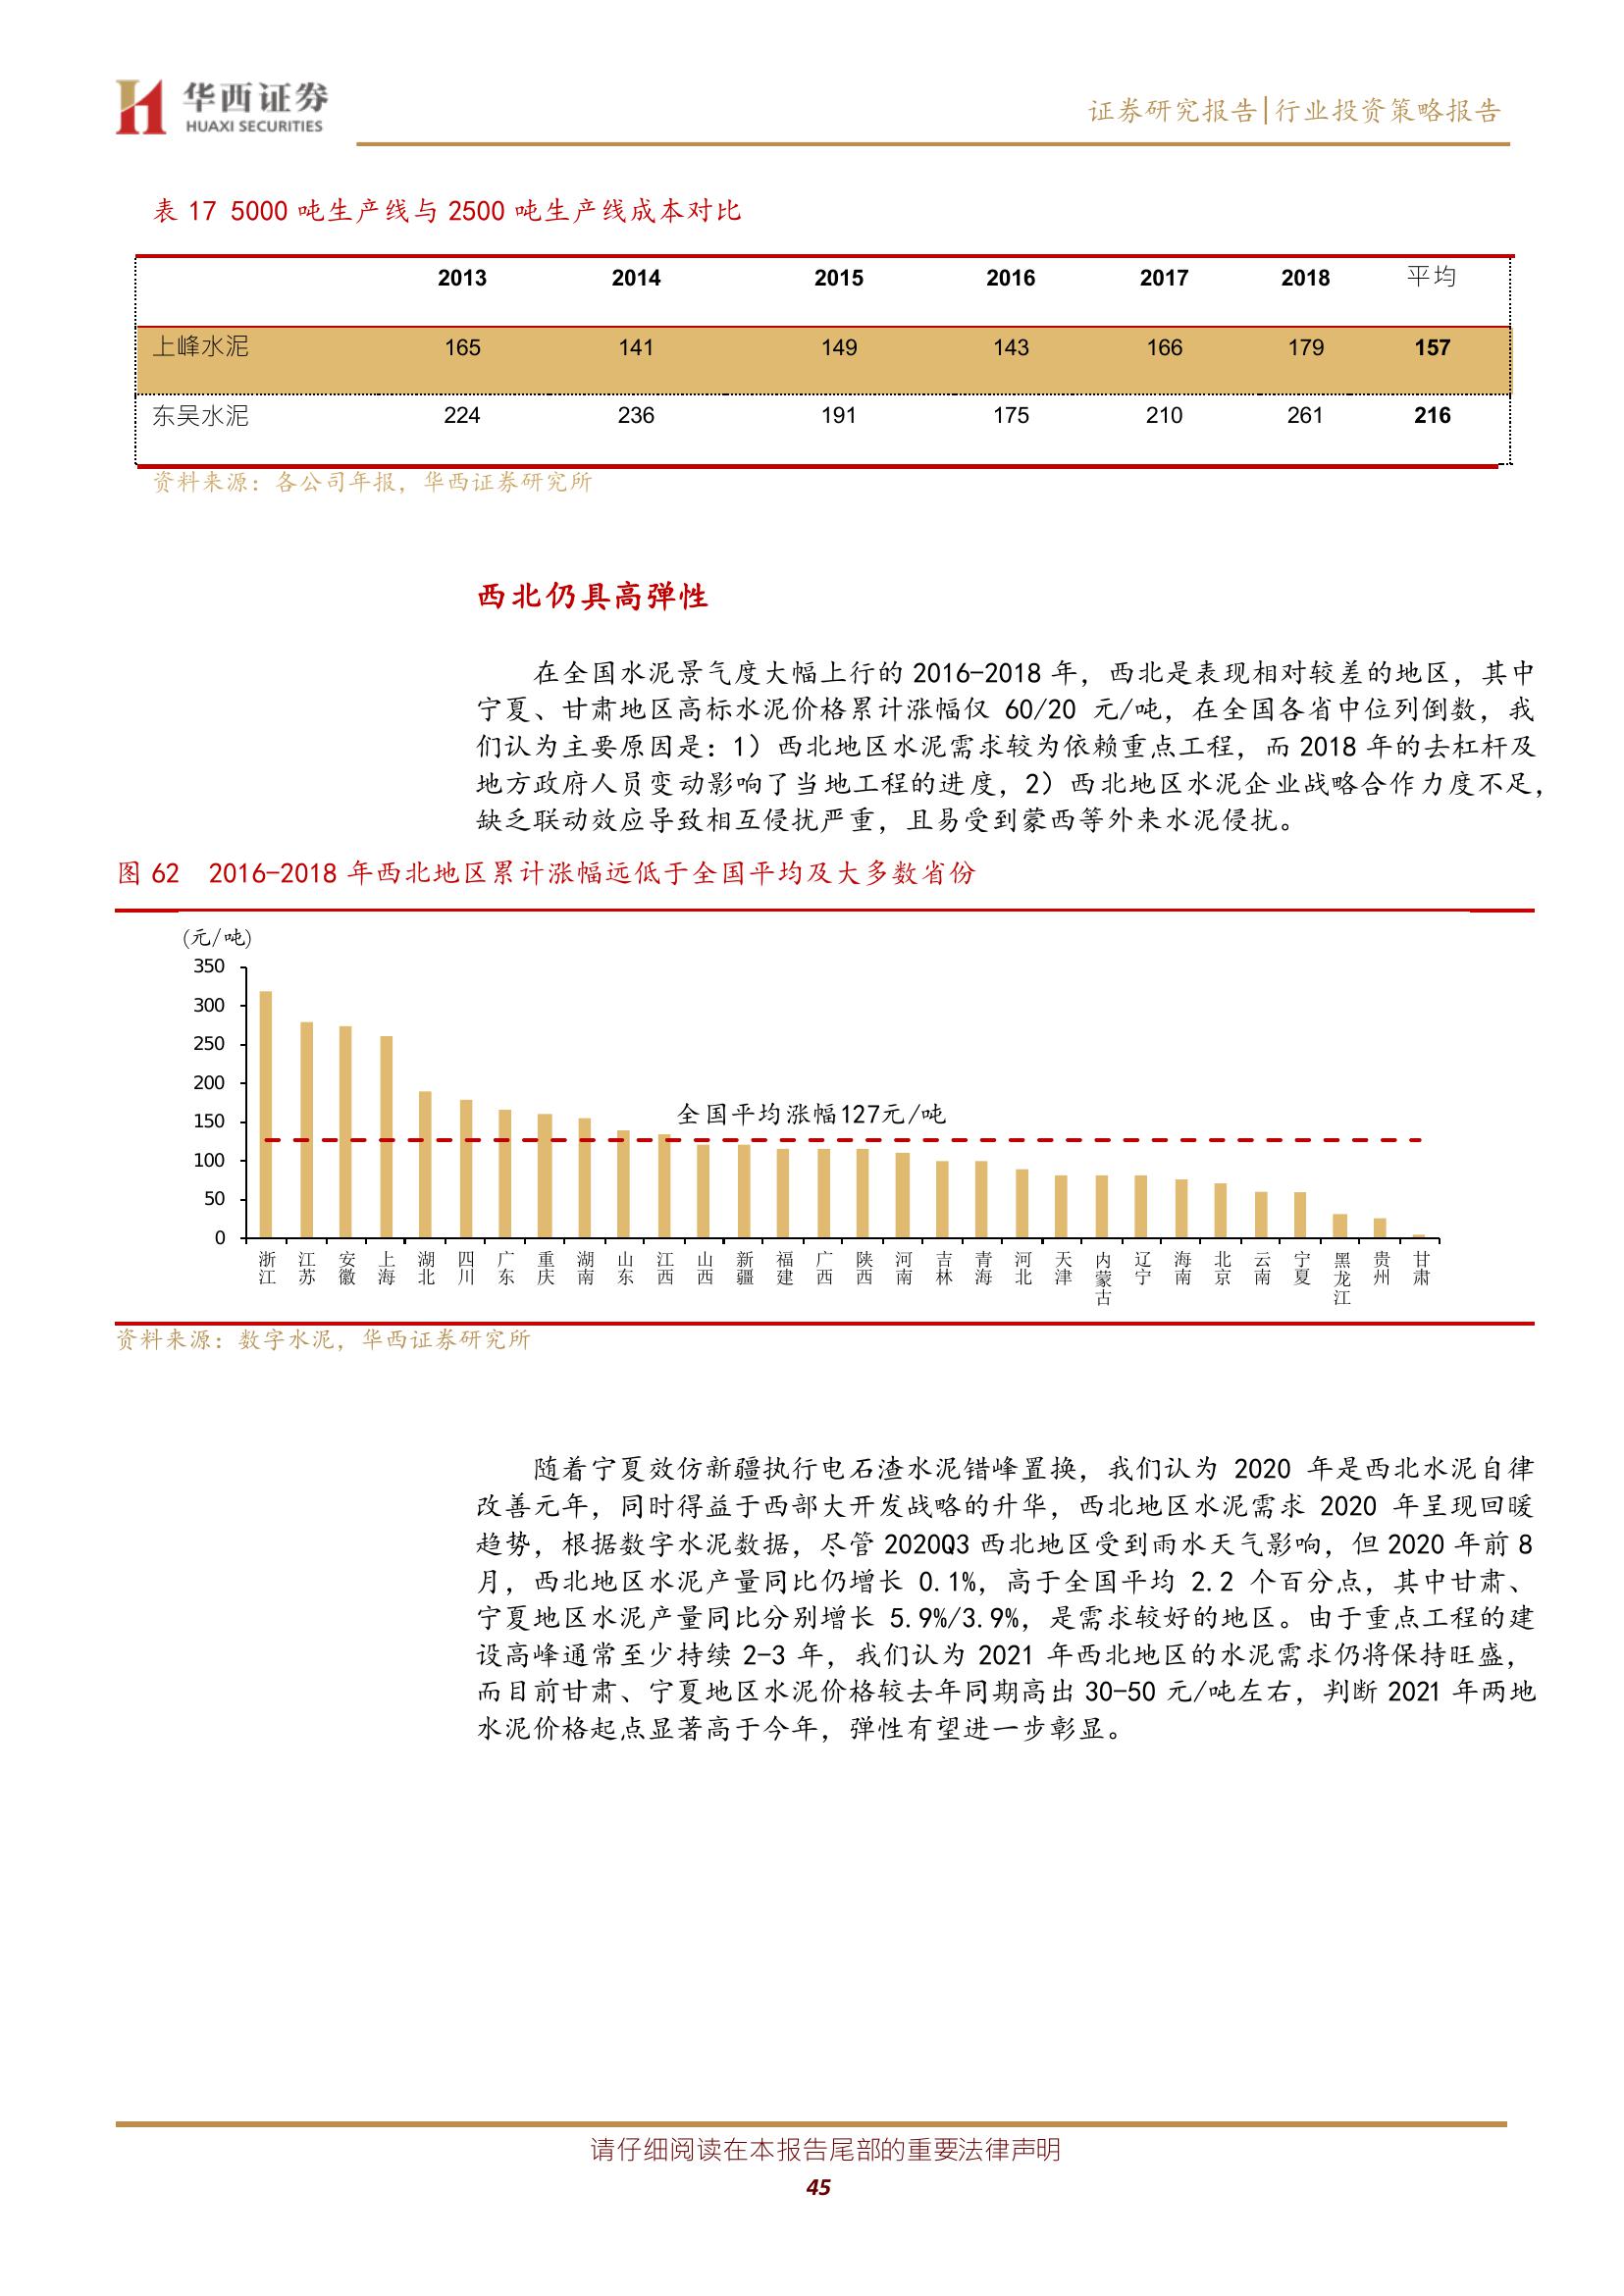 华西证券
HUAXI SECURITIES
证券研究报告|行业投资策略报告
表 17 5000 吨生产线与 2500 吨生产线成本对比
2013 2014 2015 2016 2017 2018 平均
上峰水泥 165 141 149 143 166 179 157
东吴水泥 224 236 191 175 210 261 216
资料来源：各公司年报，华西证券研究所
西北仍具高弹性
在全国水泥景气度大幅上行的 2016-2018 年，西北是表现相对较差的地区，其中
宁夏、甘肃地区高标水泥价格累计涨幅仅 60/20 元/吨，在全国各省中位列倒数，我
们认为主要原因是：1）西北地区水泥需求较为依赖重点工程，而 2018 年的去杠杆及
地方政府人员变动影响了当地工程的进度，2）西北地区水泥企业战略合作力度不足，
缺乏联动效应导致相互侵扰严重，且易受到蒙西等外来水泥侵扰。
图 62 2016-2018 年西北地区累计涨幅远低于全国平均及大多数省份
(元/吨)
350
300
250
200
150
100
50
0
全国平均涨幅127元/吨
浙江 江苏 安徽 上海 湖北 四川 广东 重庆 湖南 山东 江西 山西 新疆 福建 广西 陕西 河南 吉林 青海 河北 天津 内蒙古 辽宁 海南 北京 云南 宁夏 黑龙江 贵州 甘肃
资料来源：数字水泥，华西证券研究所
随着宁夏效仿新疆执行电石渣水泥错峰置换，我们认为 2020 年是西北水泥自律
改善元年，同时得益于西部大开发战略的升华，西北地区水泥需求 2020 年呈现回暖
趋势，根据数字水泥数据，尽管 2020Q3 西北地区受到雨水天气影响，但 2020 年前 8
月，西北地区水泥产量同比仍增长 0.1%，高于全国平均 2.2 个百分点，其中甘肃、
宁夏地区水泥产量同比分别增长 5.9%/3.9%，是需求较好的地区。由于重点工程的建
设高峰通常至少持续 2-3 年，我们认为 2021 年西北地区的水泥需求仍将保持旺盛，
而目前甘肃、宁夏地区水泥价格较去年同期高出 30-50 元/吨左右，判断 2021 年两地
水泥价格起点显著高于今年，弹性有望进一步彰显。
请仔细阅读在本报告尾部的重要法律声明
45